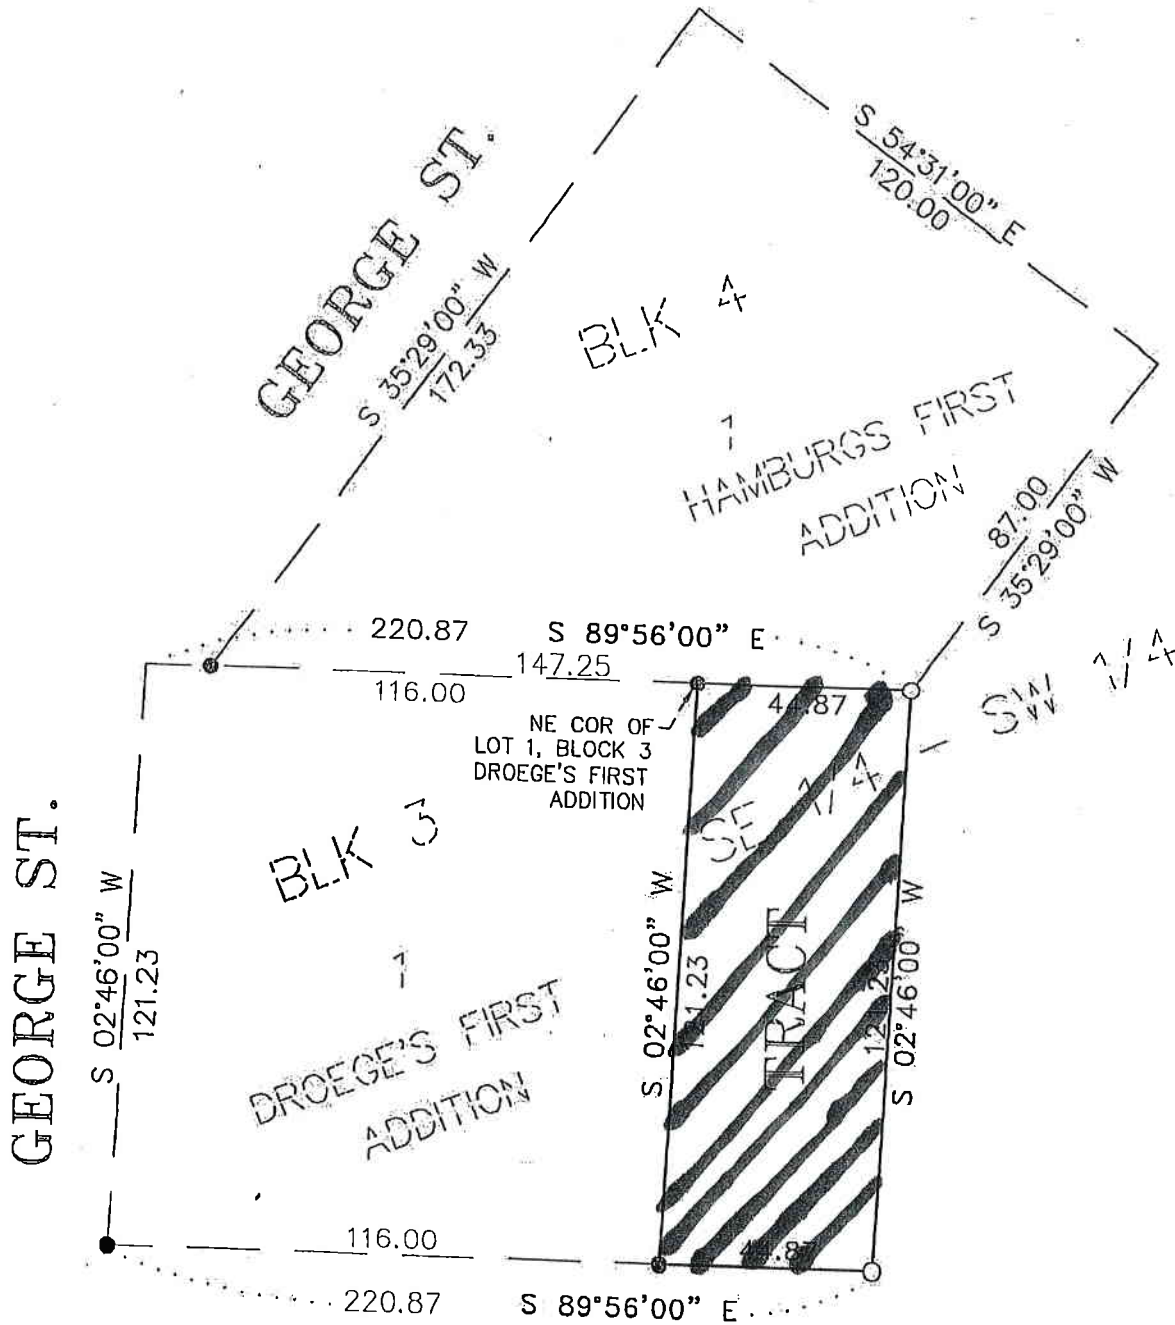 GEORGE ST.
S 35°29'00" W
172.33
S 54°31'00" E
120.00
BLK 4
1
HAMBURGS FIRST
ADDITION
87.00
S 35°29'00" W
220.87 S 89°56'00" E
147.25
116.00
44.87
NE COR OF
LOT 1, BLOCK 3
DROEGE'S FIRST
ADDITION
SE 1/4 - SW 1/4
GEORGE ST.
S 02°46'00" W
121.23
BLK 3
1
DROEGE'S FIRST
ADDITION
S 02°46'00" W
121.23
TRACT
121.23
S 02°46'00" W
116.00
44.87
220.87 S 89°56'00" E